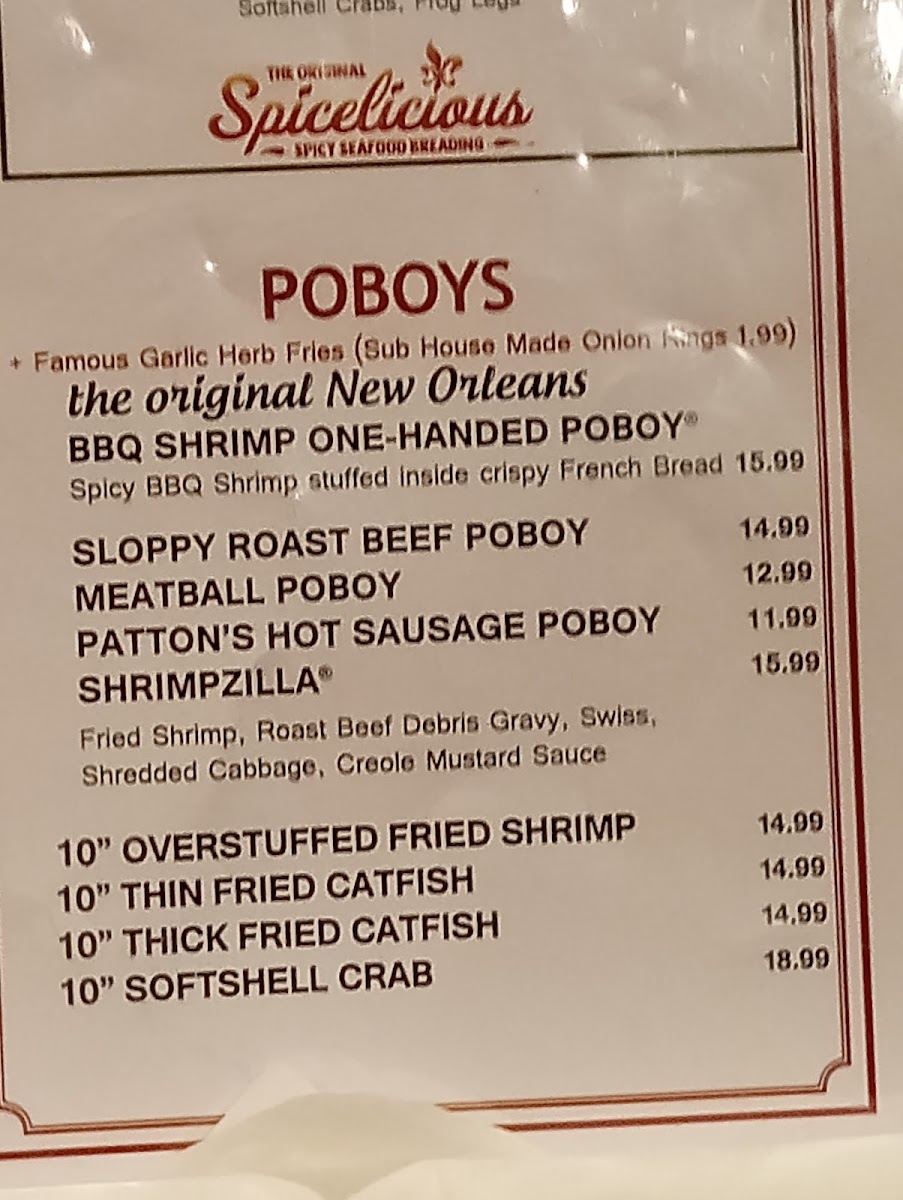 Softshell Crabs, Frog Legs
THE ORIGINAL
Spicelicious
SPICY SEAFOOD BREADING
POBOYS
+ Famous Garlic Herb Fries (Sub House Made Onion Rings 1.99)
the original New Orleans
BBQ SHRIMP ONE-HANDED POBOY®
Spicy BBQ Shrimp stuffed inside crispy French Bread 15.99
SLOPPY ROAST BEEF POBOY 14.99
MEATBALL POBOY 12.99
PATTON'S HOT SAUSAGE POBOY 11.99
SHRIMPZILLA® 15.99
Fried Shrimp, Roast Beef Debris Gravy, Swiss,
Shredded Cabbage, Creole Mustard Sauce
10” OVERSTUFFED FRIED SHRIMP 14.99
10” THIN FRIED CATFISH 14.99
10” THICK FRIED CATFISH 14.99
10” SOFTSHELL CRAB 18.99